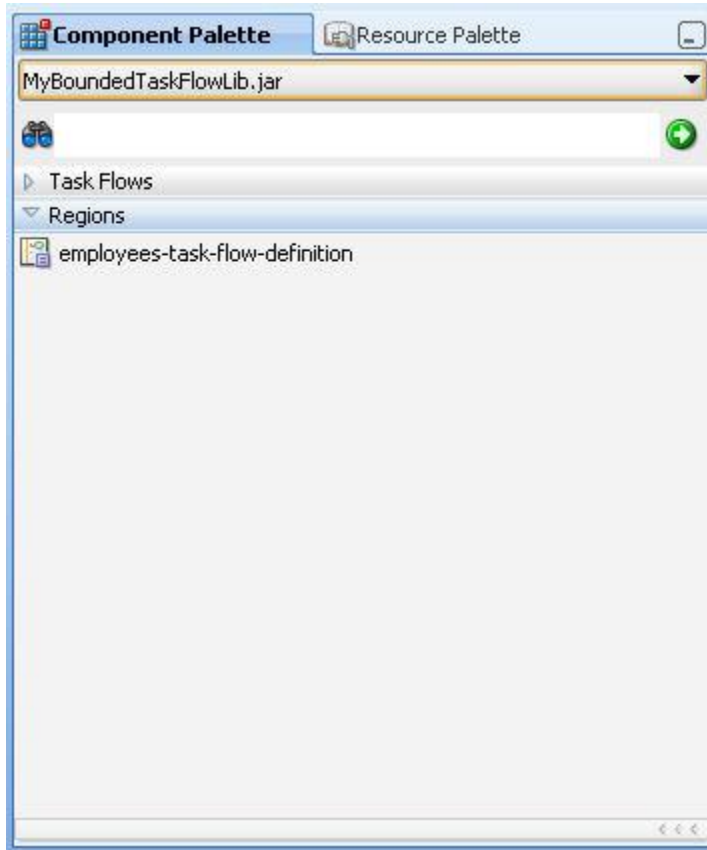 Component Palette
Resource Palette
MyBoundedTaskFlowLib.jar
Task Flows
Regions
employees-task-flow-definition